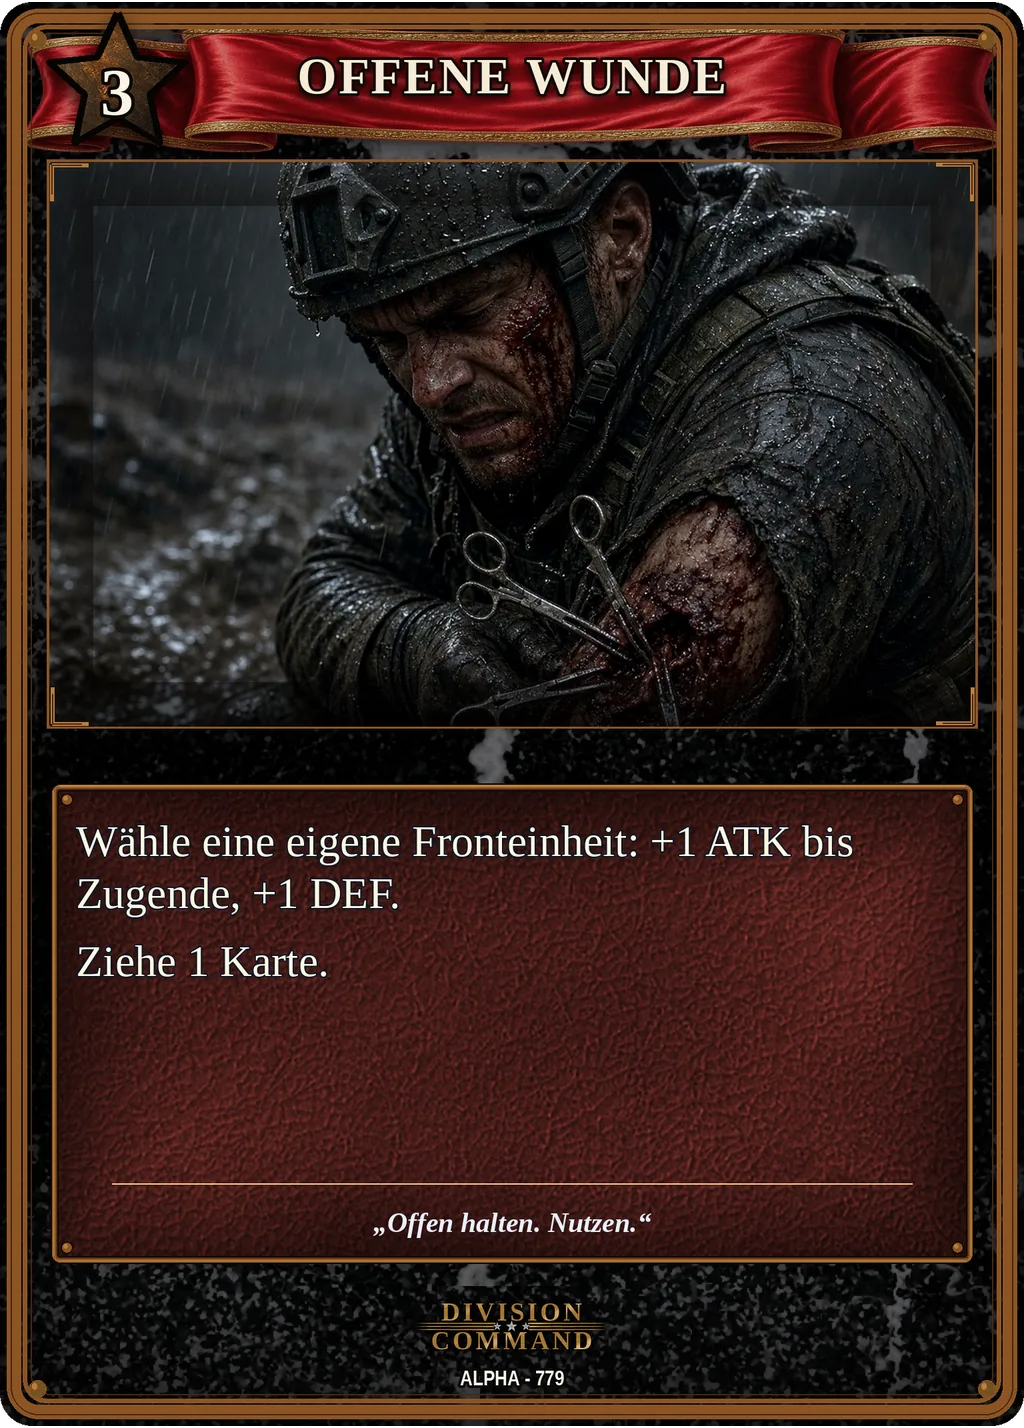 3
OFFENE WUNDE
Wähle eine eigene Fronteinheit: +1 ATK bis
Zugende, +1 DEF.
Ziehe 1 Karte.
„Offen halten. Nutzen.“
DIVISION
COMMAND
ALPHA - 779